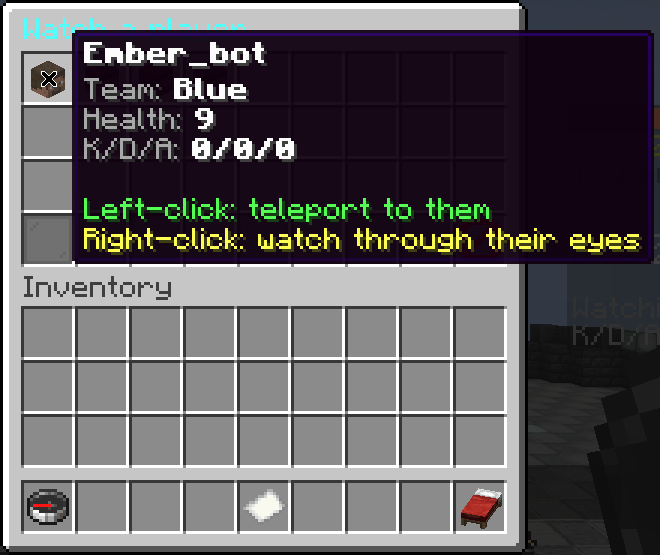 Ember_bot
Team: Blue
Health: 9
K/D/A: 0/0/0
Left-click: teleport to them
Right-click: watch through their eyes
Inventory
K/D/A